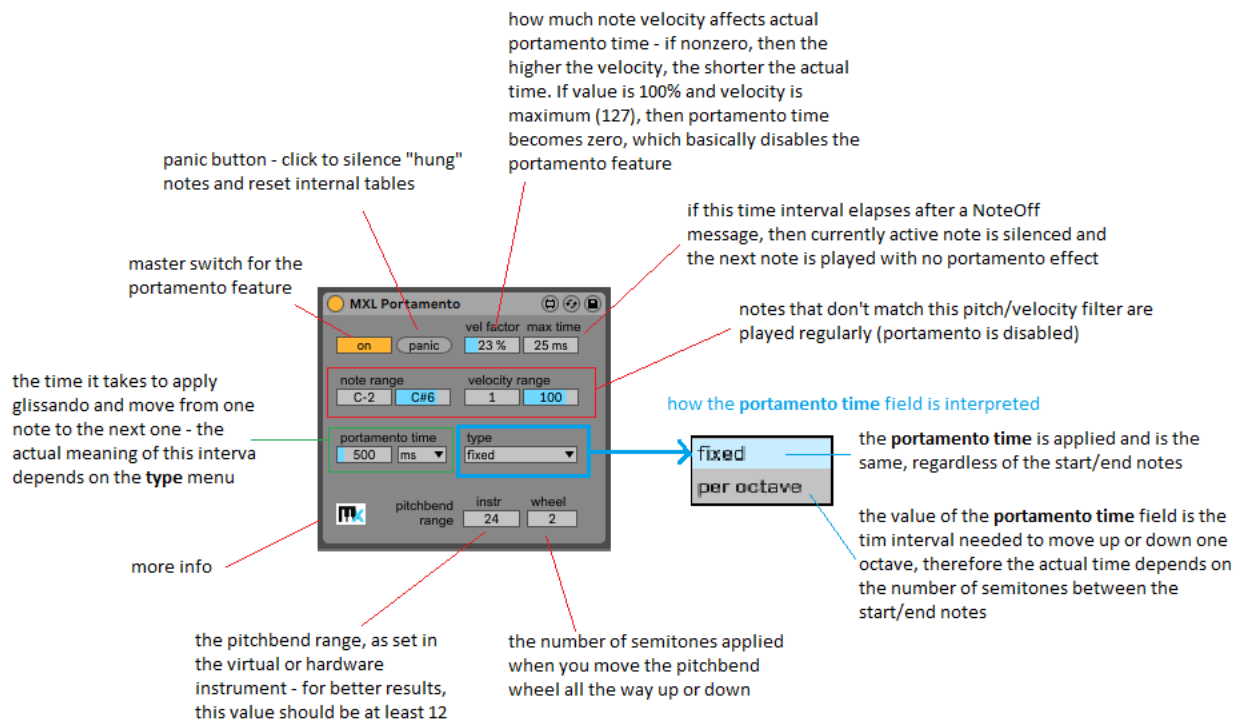 how much note velocity affects actual
portamento time - if nonzero, then the
higher the velocity, the shorter the actual
time. If value is 100% and velocity is
maximum (127), then portamento time
becomes zero, which basically disables the
portamento feature
panic button - click to silence "hung"
notes and reset internal tables
if this time interval elapses after a NoteOff
message, then currently active note is silenced and
the next note is played with no portamento effect
master switch for the
portamento feature
notes that don't match this pitch/velocity filter are
played regularly (portamento is disabled)
MXL Portamento
vel factor max time
on panic 23 % 25 ms
note range velocity range
C-2 C#6 1 100
portamento time type
500 ms fixed
pitchbend instr wheel
range 24 2
mx
the time it takes to apply
glissando and move from one
note to the next one - the
actual meaning of this interva
depends on the type menu
how the portamento time field is interpreted
fixed
per octave
the portamento time is applied and is the
same, regardless of the start/end notes
the value of the portamento time field is the
tim interval needed to move up or down one
octave, therefore the actual time depends on
the number of semitones between the
start/end notes
more info
the pitchbend range, as set in
the virtual or hardware
instrument - for better results,
this value should be at least 12
the number of semitones applied
when you move the pitchbend
wheel all the way up or down